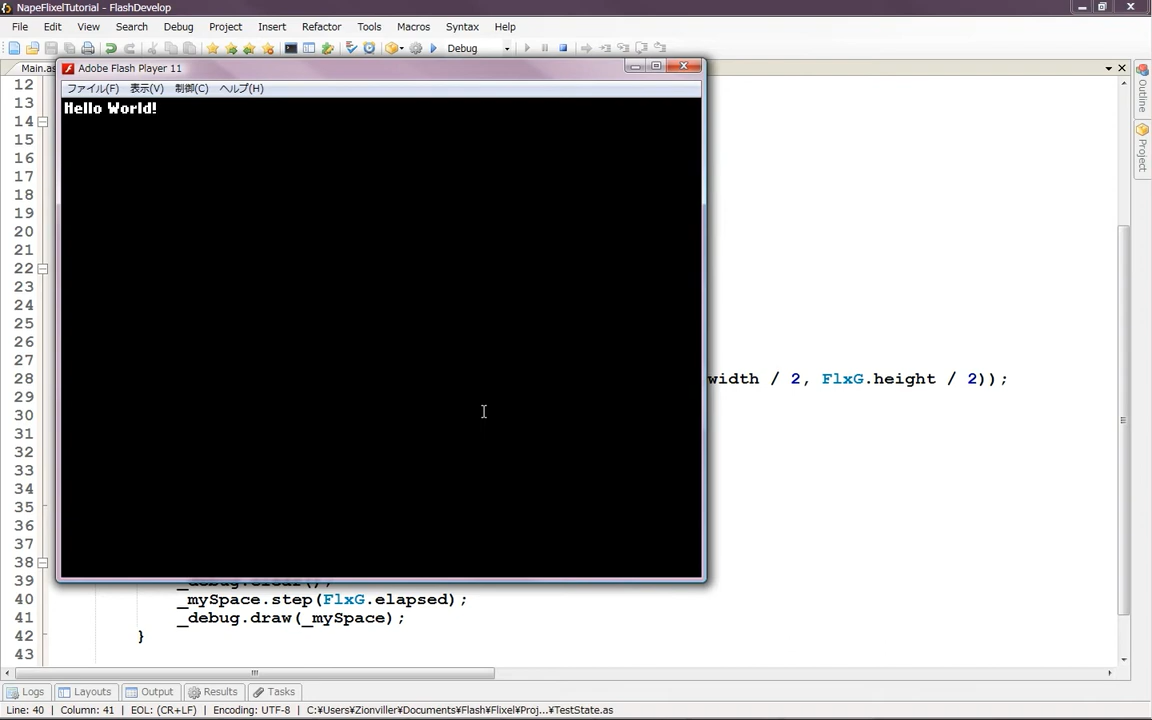 NapeFlixelTutorial - FlashDevelop
File Edit View Search Debug Project Insert Refactor Tools Macros Syntax Help
Debug
Main.as
Adobe Flash Player 11
ファイル(F) 表示(V) 制御(C) ヘルプ(H)
Hello World!
Outline
Project
12
13
14
15
16
17
18
19
20
21
22
23
24
25
26
27
28 width / 2, FlxG.height / 2));
29
30
31
32
33
34
35
36
37
38
39 _debug.clear();
40 _mySpace.step(FlxG.elapsed);
41 _debug.draw(_mySpace);
42 }
43
Logs Layouts Output Results Tasks
Line: 40 Column: 41 EOL: (CR+LF) Encoding: UTF-8 C:¥Users¥Zionviller¥Documents¥Flash¥Flixel¥Proj...¥TestState.as